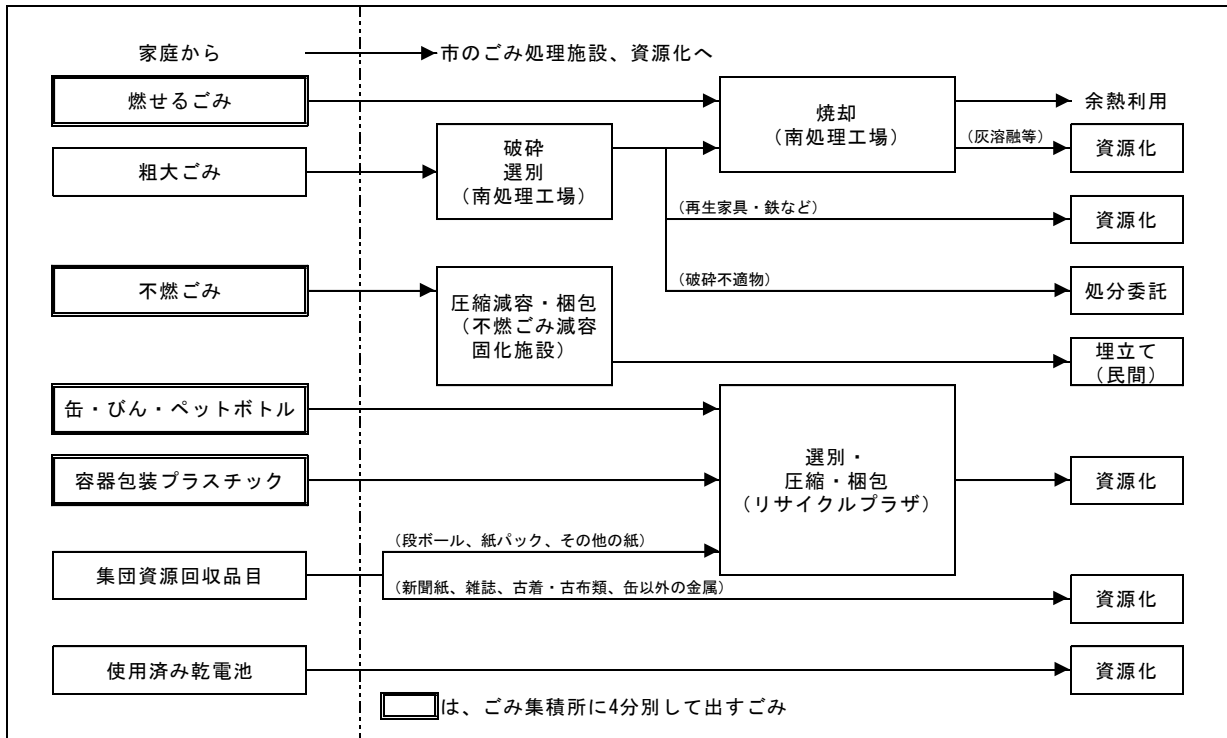 家庭から
市のごみ処理施設、資源化へ
燃せるごみ
焼却
（南処理工場）
余熱利用
（灰溶融等）
資源化
粗大ごみ
破砕
選別
（南処理工場）
（再生家具・鉄など）
資源化
（破砕不適物）
処分委託
不燃ごみ
圧縮減容・梱包
（不燃ごみ減容
固化施設）
埋立て
（民間）
缶・びん・ペットボトル
容器包装プラスチック
選別・
圧縮・梱包
（リサイクルプラザ）
資源化
集団資源回収品目
（段ボール、紙パック、その他の紙）
（新聞紙、雑誌、古着・古布類、缶以外の金属）
資源化
使用済み乾電池
資源化
は、ごみ集積所に4分別して出すごみ